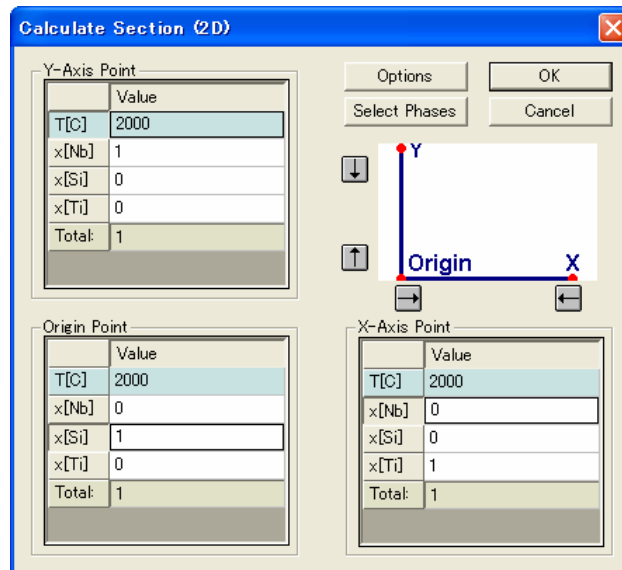 Calculate Section (2D)
Y-Axis Point
Value
T[C] 2000
x[Nb] 1
x[Si] 0
x[Ti] 0
Total: 1
Options
OK
Select Phases
Cancel
Y
Origin
X
Origin Point
Value
T[C] 2000
x[Nb] 0
x[Si] 1
x[Ti] 0
Total: 1
X-Axis Point
Value
T[C] 2000
x[Nb] 0
x[Si] 0
x[Ti] 1
Total: 1